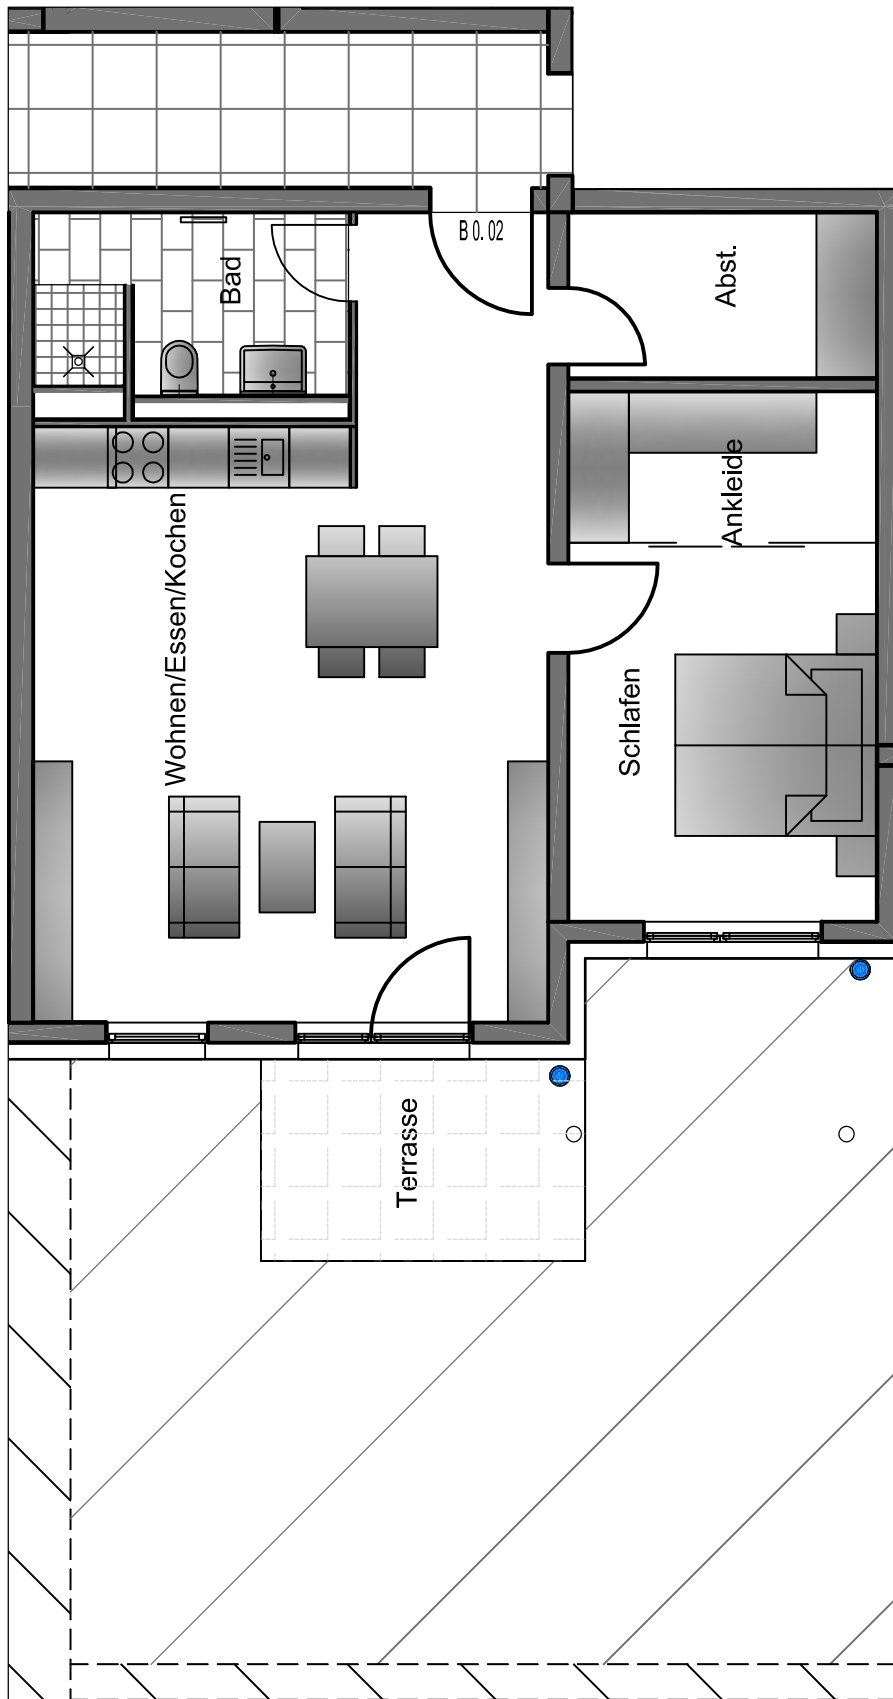 B 0. 02
Bad
Abst.
Ankleide
Wohnen/Essen/Kochen
Schlafen
Terrasse